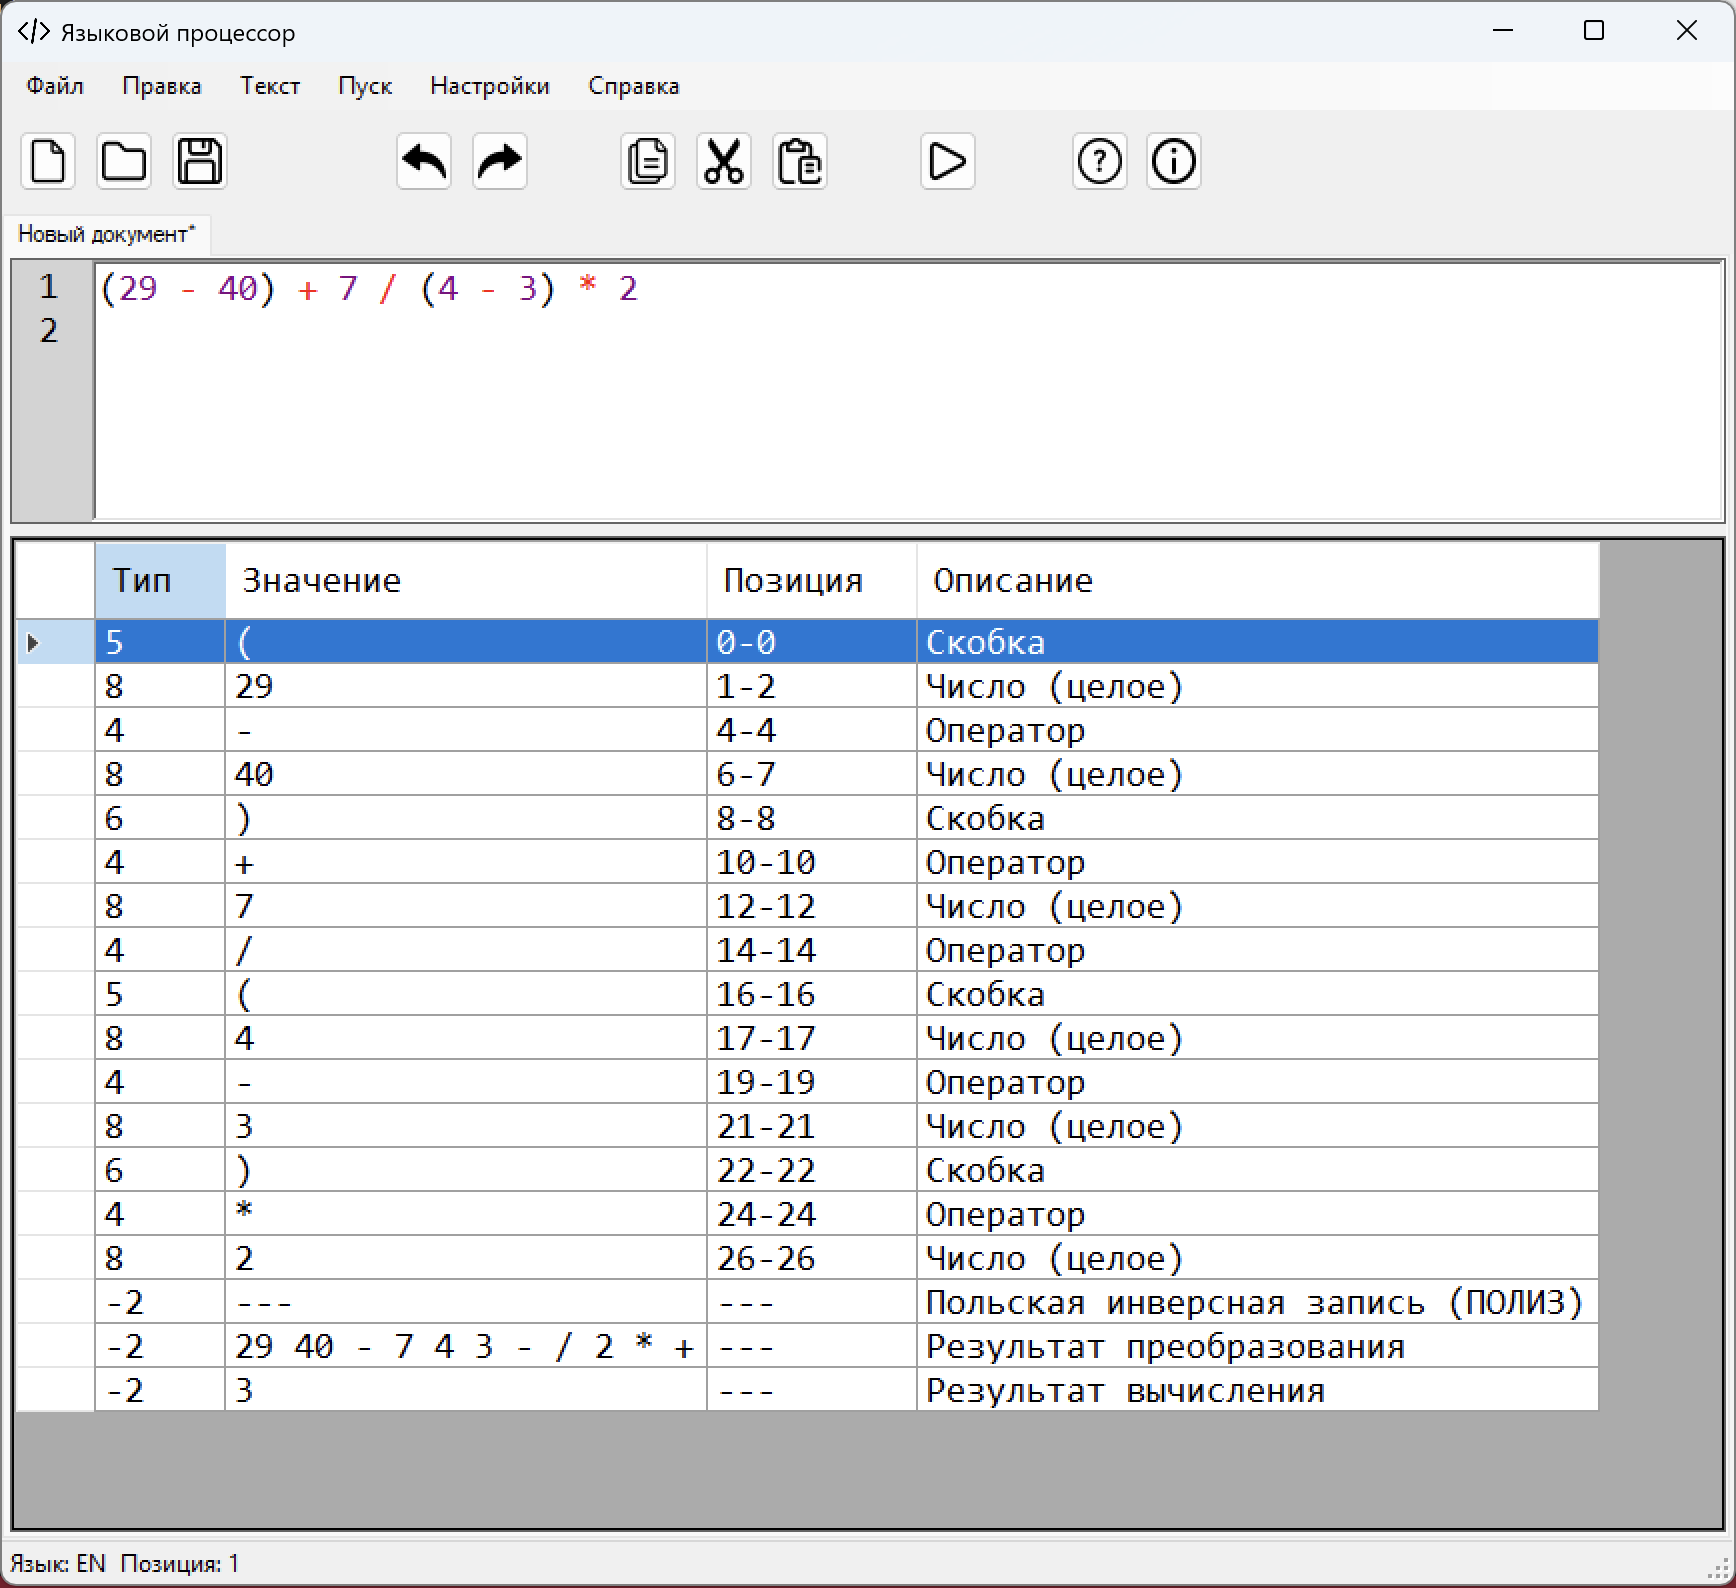 Языковой процессор
Файл Правка Текст Пуск Настройки Справка
Новый документ*
1 (29 - 40) + 7 / (4 - 3) * 2
2
Тип Значение Позиция Описание
5 ( 0-0 Скобка
8 29 1-2 Число (целое)
4 - 4-4 Оператор
8 40 6-7 Число (целое)
6 ) 8-8 Скобка
4 + 10-10 Оператор
8 7 12-12 Число (целое)
4 / 14-14 Оператор
5 ( 16-16 Скобка
8 4 17-17 Число (целое)
4 - 19-19 Оператор
8 3 21-21 Число (целое)
6 ) 22-22 Скобка
4 * 24-24 Оператор
8 2 26-26 Число (целое)
-2 --- --- Польская инверсная запись (ПОЛИЗ)
-2 29 40 - 7 4 3 - / 2 * + --- Результат преобразования
-2 3 --- Результат вычисления
Язык: EN Позиция: 1